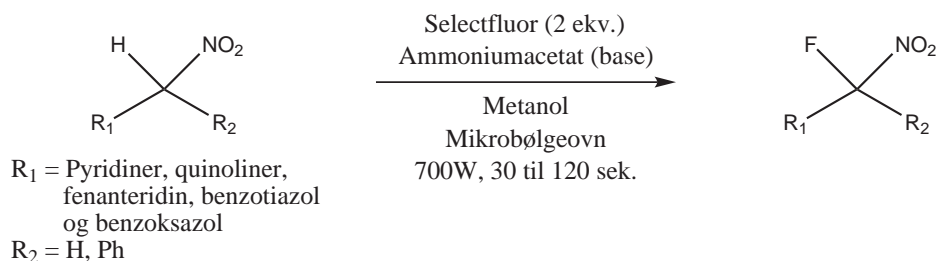 H NO2
R1 R2
Selectfluor (2 ekv.)
Ammoniumacetat (base)
Metanol
Mikrobølgeovn
700W, 30 til 120 sek.
F NO2
R1 R2
R1 = Pyridiner, quinoliner,
fenanteridin, benzotiazol
og benzoksazol
R2 = H, Ph